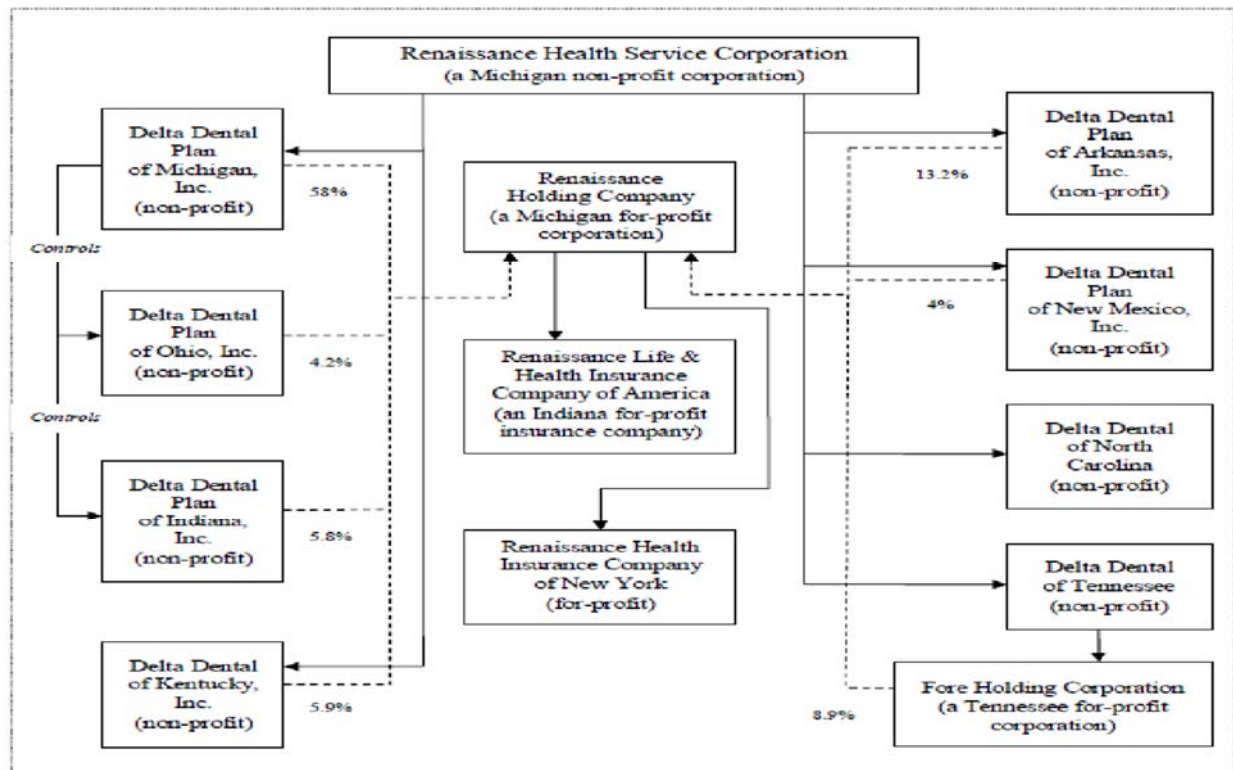 Renaissance Health Service Corporation
(a Michigan non-profit corporation)
Delta Dental
Plan
of Michigan,
Inc.
(non-profit)
58%
Controls
Delta Dental
Plan
of Ohio, Inc.
(non-profit)
4.2%
Controls
Delta Dental
Plan
of Indiana,
Inc.
(non-profit)
5.8%
Delta Dental
of Kentucky,
Inc.
(non-profit)
5.9%
Renaissance
Holding Company
(a Michigan for-profit
corporation)
Renaissance Life &
Health Insurance
Company of America
(an Indiana for-profit
insurance company)
Renaissance Health
Insurance Company
of New York
(for-profit)
Delta Dental
Plan
of Arkansas,
Inc.
(non-profit)
13.2%
Delta Dental
Plan
of New Mexico,
Inc.
(non-profit)
4%
Delta Dental
of North
Carolina
(non-profit)
Delta Dental
of Tennessee
(non-profit)
Fore Holding Corporation
(a Tennessee for-profit
corporation)
8.9%